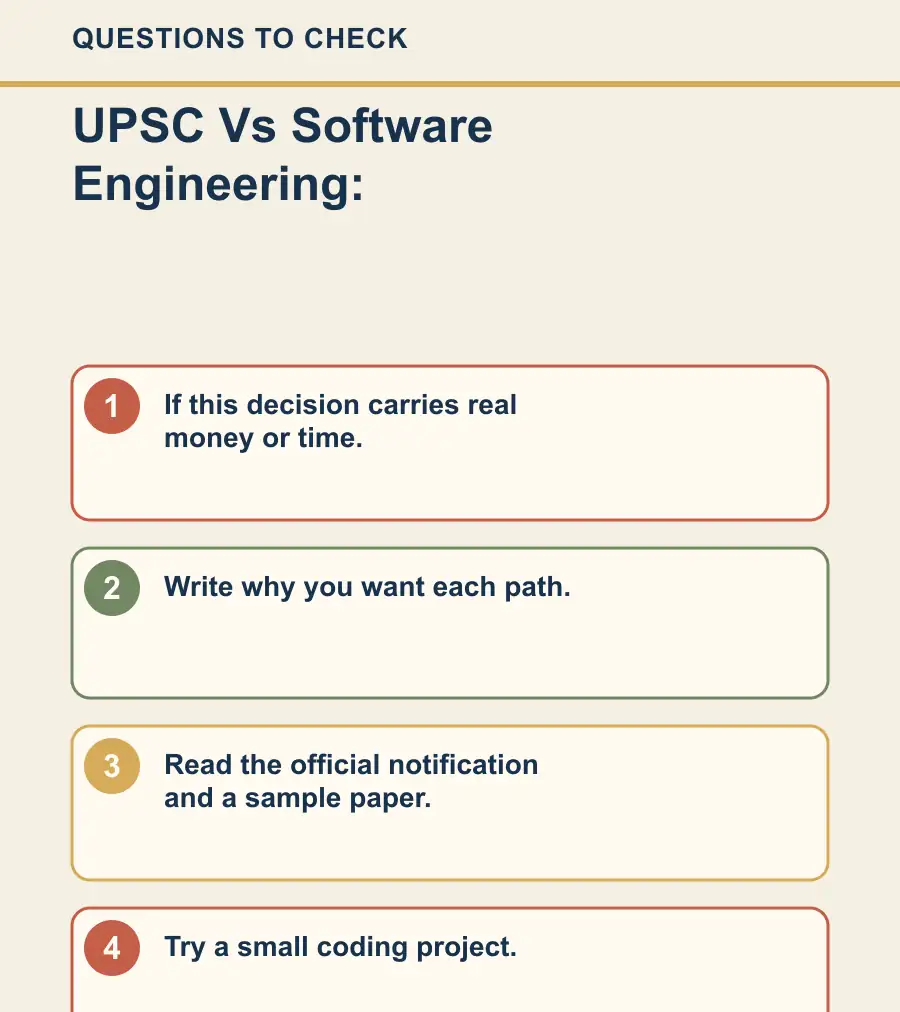 QUESTIONS TO CHECK
UPSC Vs Software
Engineering:
1
If this decision carries real
money or time.
2
Write why you want each path.
3
Read the official notification
and a sample paper.
4
Try a small coding project.